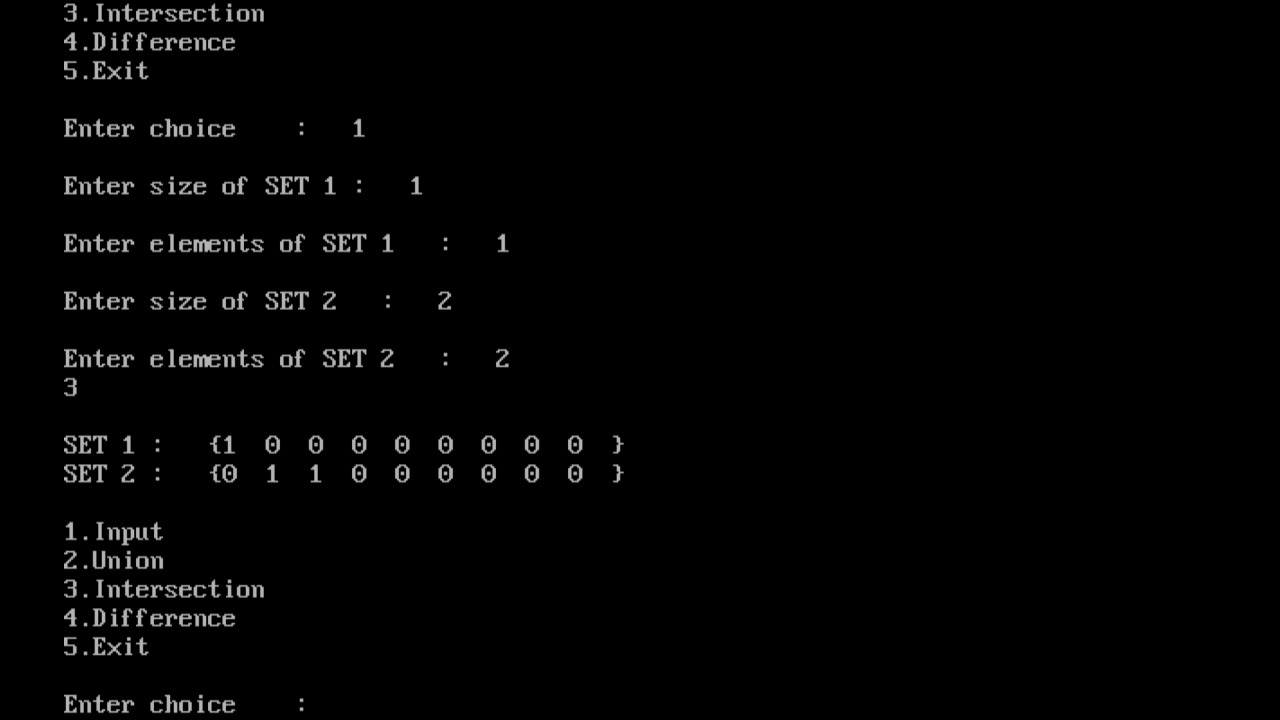 3.Intersection
4.Difference
5.Exit
Enter choice    :   1
Enter size of SET 1 :   1
Enter elements of SET 1   :   1
Enter size of SET 2   :   2
Enter elements of SET 2   :   2
3
SET 1 :   {1  0  0  0  0  0  0  0  0  }
SET 2 :   {0  1  1  0  0  0  0  0  0  }
1.Input
2.Union
3.Intersection
4.Difference
5.Exit
Enter choice    :